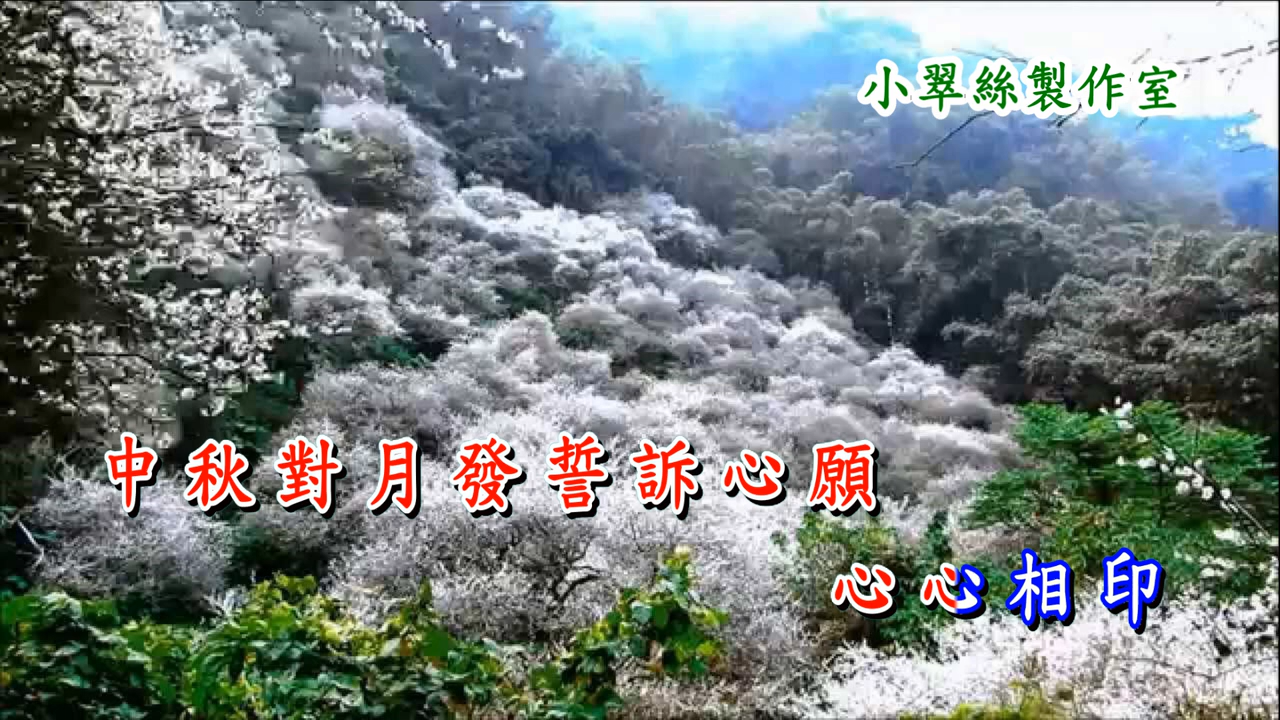 小翠絲製作室
中秋對月發誓訴心願
心心相印